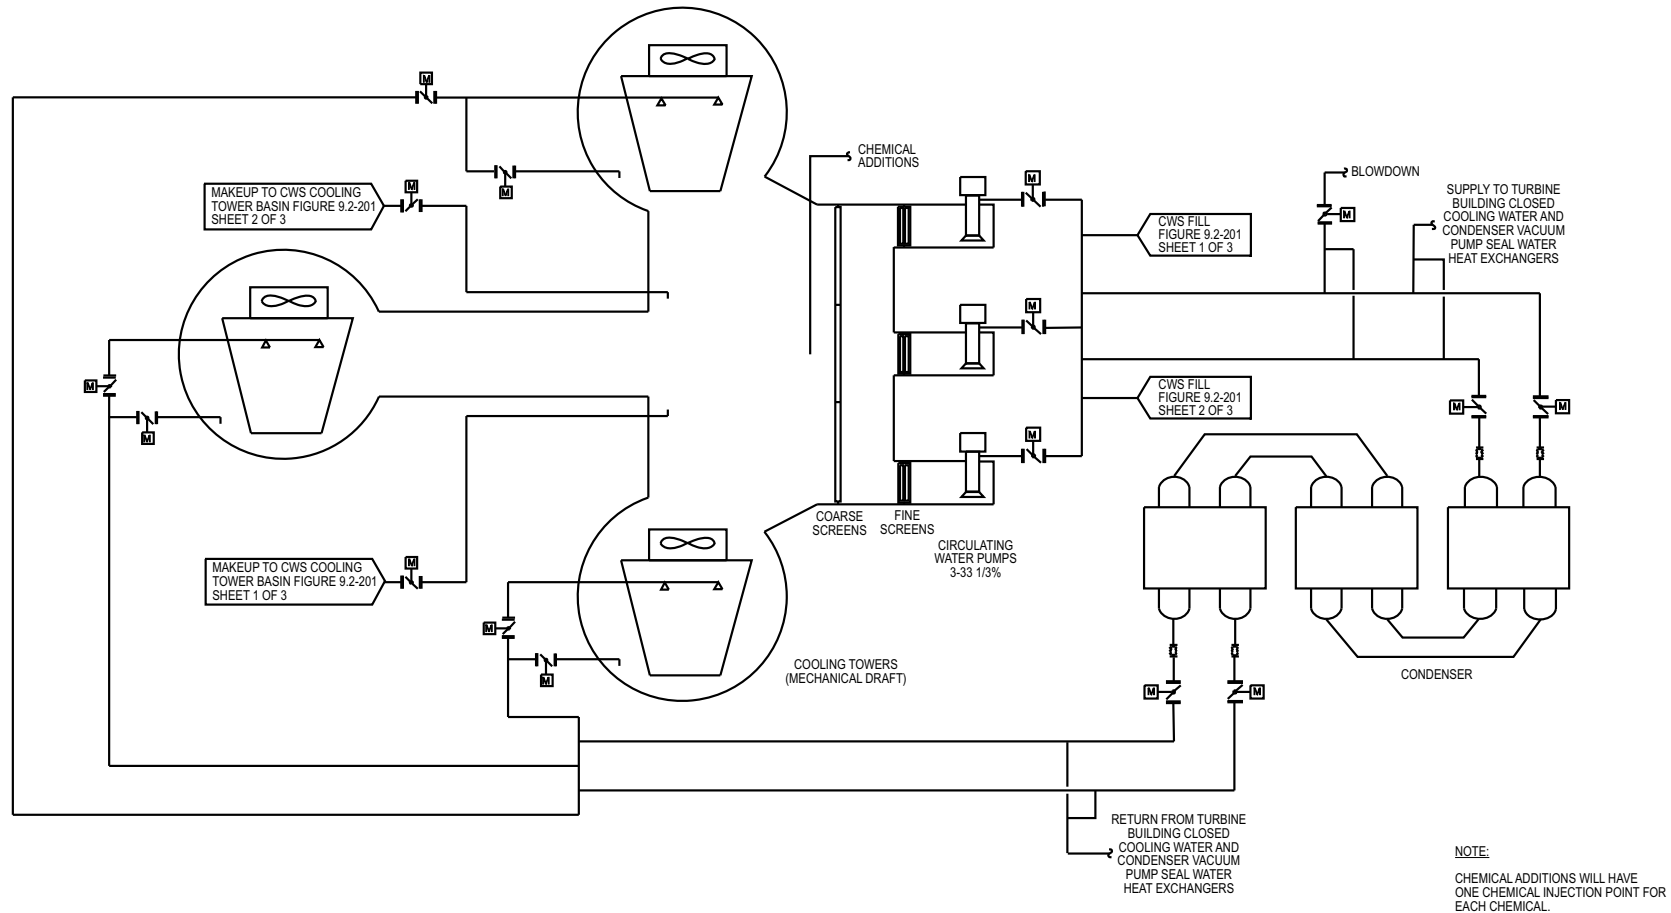 M
CHEMICAL
ADDITIONS
M
MAKEUP TO CWS COOLING
TOWER BASIN FIGURE 9.2-201
SHEET 2 OF 3
M
M
M
BLOWDOWN
M
SUPPLY TO TURBINE
BUILDING CLOSED
COOLING WATER AND
CONDENSER VACUUM
PUMP SEAL WATER
HEAT EXCHANGERS
CWS FILL
FIGURE 9.2-201
SHEET 1 OF 3
M
M
M
CWS FILL
FIGURE 9.2-201
SHEET 2 OF 3
M
M
M
COARSE
SCREENS
FINE
SCREENS
CIRCULATING
WATER PUMPS
3-33 1/3%
MAKEUP TO CWS COOLING
TOWER BASIN FIGURE 9.2-201
SHEET 1 OF 3
M
M
M
COOLING TOWERS
(MECHANICAL DRAFT)
CONDENSER
M
M
RETURN FROM TURBINE
BUILDING CLOSED
COOLING WATER AND
CONDENSER VACUUM
PUMP SEAL WATER
HEAT EXCHANGERS
NOTE:
CHEMICAL ADDITIONS WILL HAVE
ONE CHEMICAL INJECTION POINT FOR
EACH CHEMICAL.